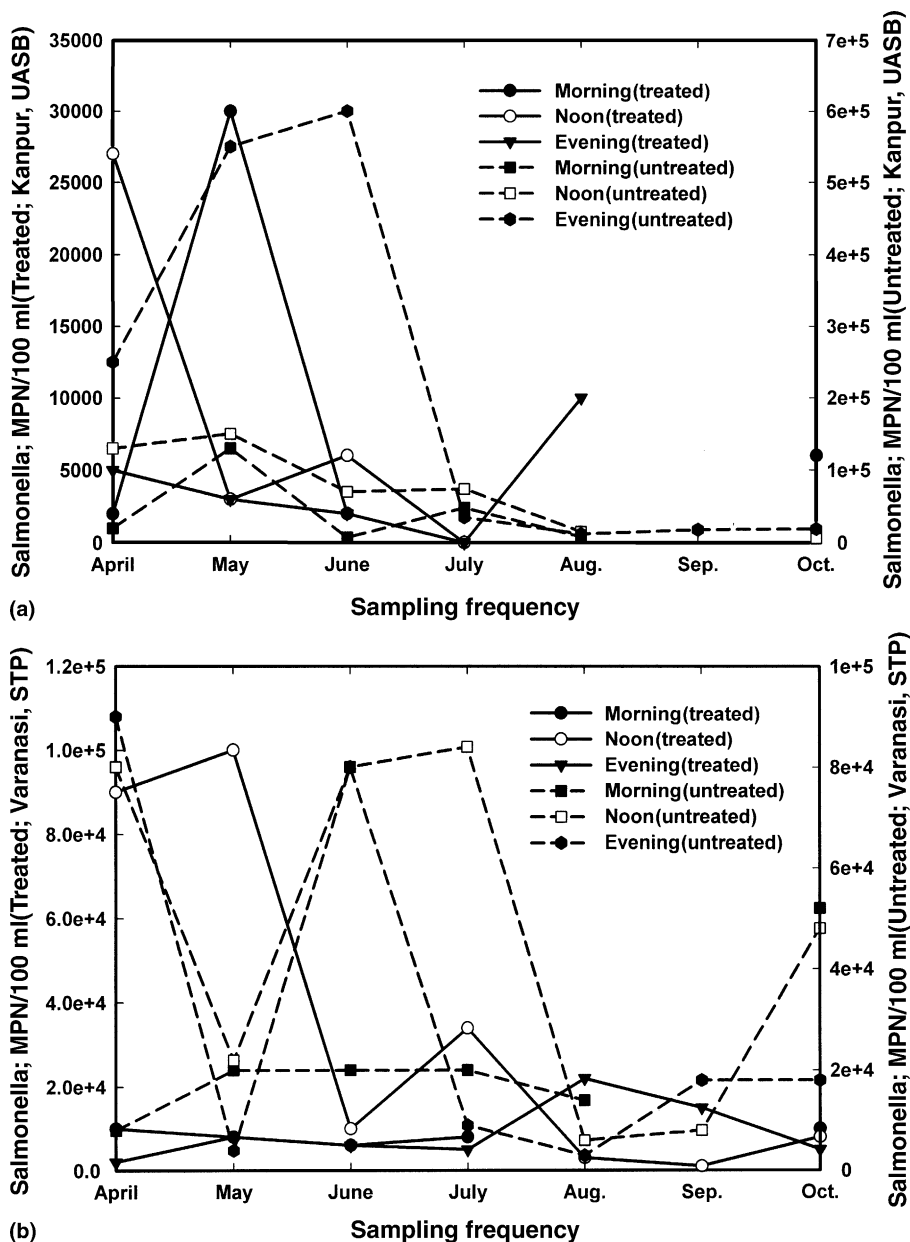 Salmonella; MPN/100 ml(Treated; Kanpur, UASB)
35000
30000
25000
20000
15000
10000
5000
0
Morning(treated)
Noon(treated)
Evening(treated)
Morning(untreated)
Noon(untreated)
Evening(untreated)
7e+5
6e+5
5e+5
4e+5
3e+5
2e+5
1e+5
0
Salmonella; MPN/100 ml(Untreated; Kanpur, UASB)
April May June July Aug. Sep. Oct.
(a) Sampling frequency
Salmonella; MPN/100 ml(Treated; Varanasi, STP)
1.2e+5
1.0e+5
8.0e+4
6.0e+4
4.0e+4
2.0e+4
0.0
Morning(treated)
Noon(treated)
Evening(treated)
Morning(untreated)
Noon(untreated)
Evening(untreated)
1e+5
8e+4
6e+4
4e+4
2e+4
0
Salmonella; MPN/100 ml(Untreated; Varanasi, STP)
April May June July Aug. Sep. Oct.
(b) Sampling frequency